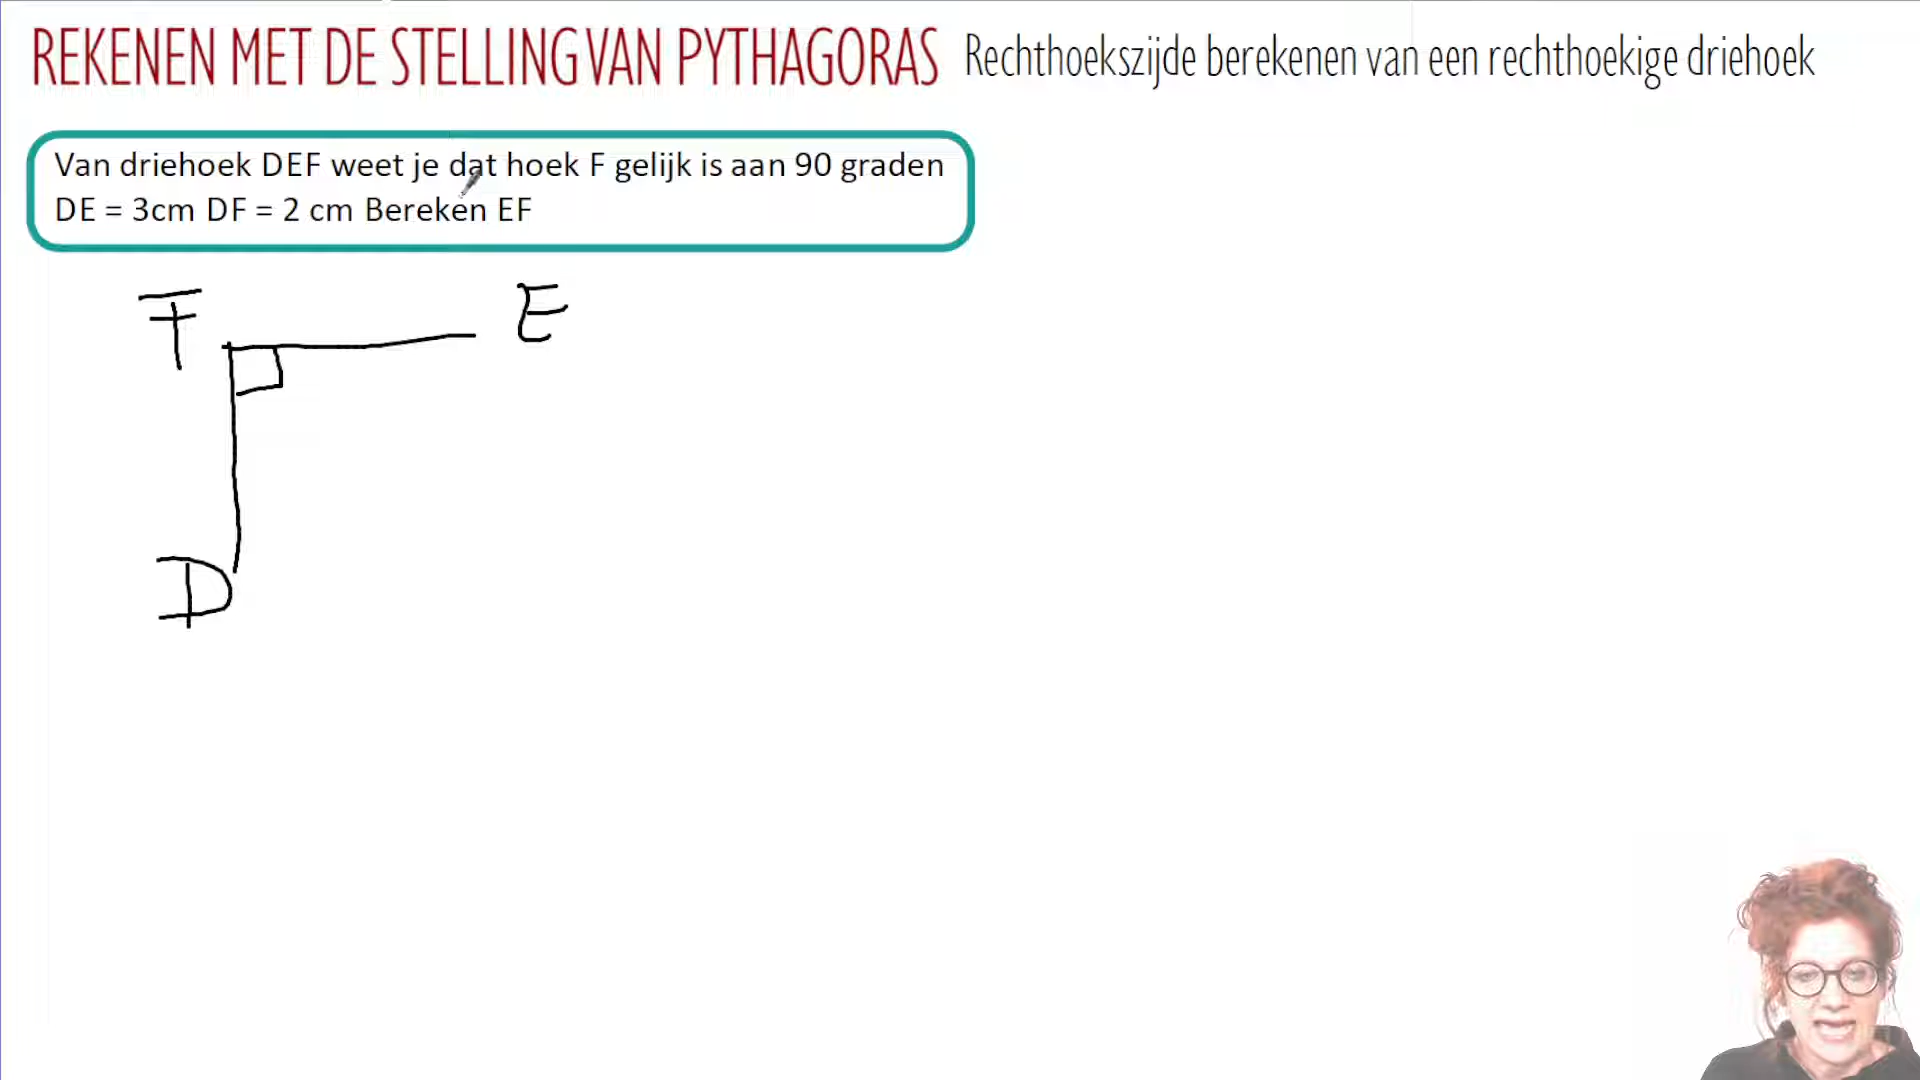 REKENEN MET DE STELLING VAN PYTHAGORAS Rechthoekszijde berekenen van een rechthoekige driehoek
Van driehoek DEF weet je dat hoek F gelijk is aan 90 graden
DE = 3cm DF = 2 cm Bereken EF
F E
D